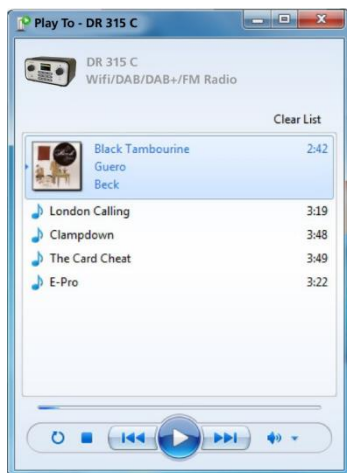 Play To - DR 315 C
DR 315 C
Wifi/DAB/DAB+/FM Radio
Clear List
Black Tambourine 2:42
Guero
Beck
London Calling 3:19
Clampdown 3:48
The Card Cheat 3:49
E-Pro 3:22